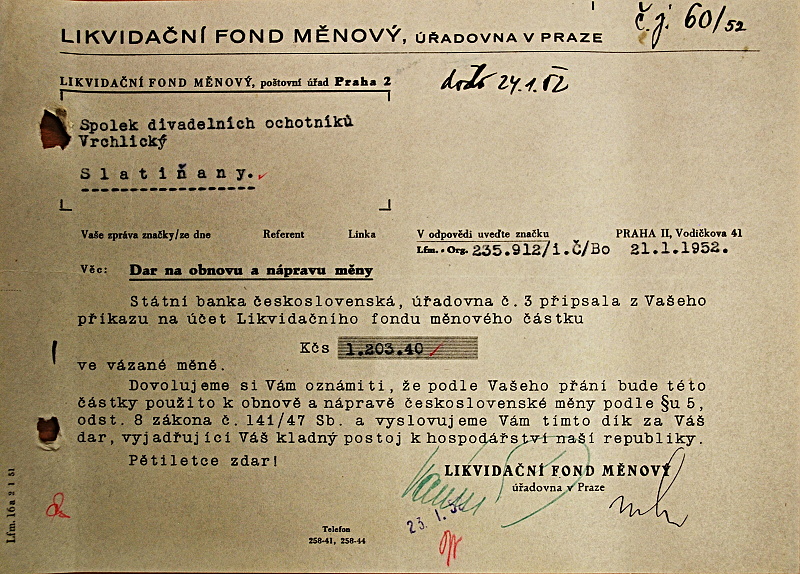 č.j. 60/52
LIKVIDAČNÍ FOND MĚNOVÝ, ÚŘADOVNA V PRAZE
LIKVIDAČNÍ FOND MĚNOVÝ, poštovní úřad Praha 2
došlo 24.1.52
Spolek divadelních ochotníků
Vrchlický
Slatiňany.
Vaše zpráva značky/ze dne Referent Linka V odpovědi uveďte značku PRAHA II, Vodičkova 41
Lfm.-Org. 235.912/i.Č/Bo 21.1.1952.
Věc: Dar na obnovu a nápravu měny
Státní banka československá, úřadovna č.3 připsala z Vašeho
příkazu na účet Likvidačního fondu měnového částku
Kčs 1.203.40
ve vázané měně.
Dovolujeme si Vám oznámiti, že podle Vašeho přání bude této
částky použito k obnově a nápravě československé měny podle §u 5,
odst. 8 zákona č. 141/47 Sb. a vyslovujeme Vám tímto dík za Váš
dar, vyjadřující Váš kladný postoj k hospodářství naší republiky.
Pětiletce zdar!
LIKVIDAČNÍ FOND MĚNOVÝ
úřadovna v Praze
23.1.
Telefon
258-41, 258-44
Lfm. 16a 2 1 51